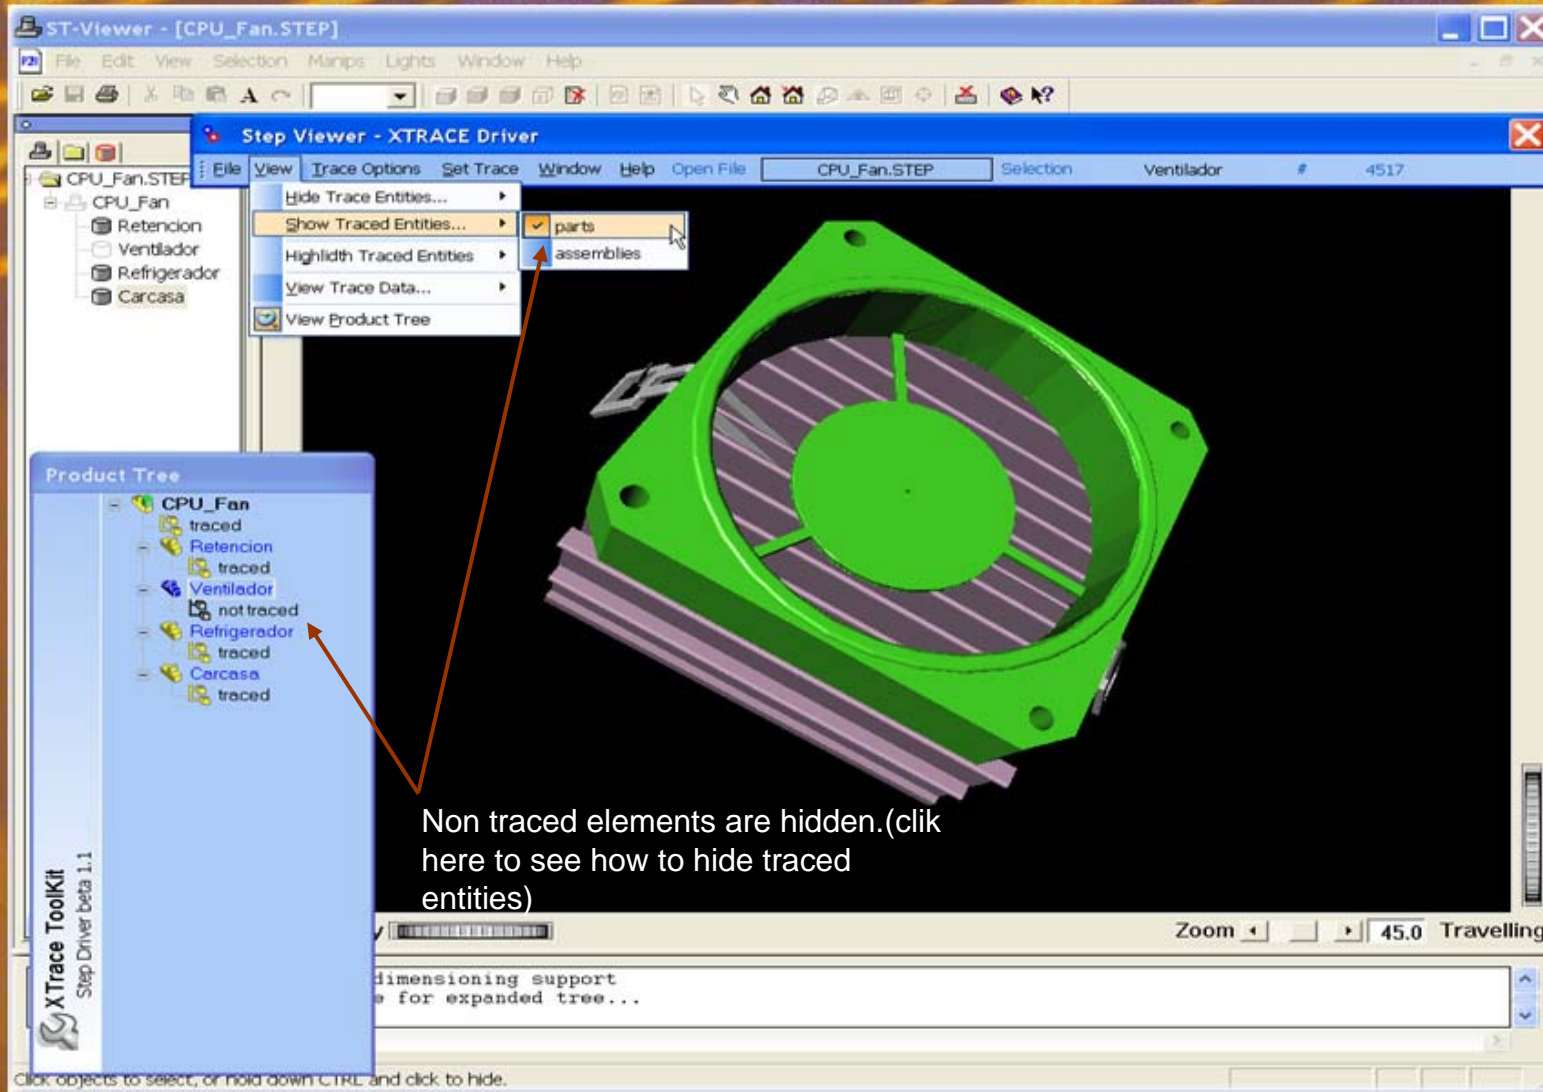 ST-Viewer - [CPU_Fan.STEP]
File Edit View Selection Manips Lights Window Help
Step Viewer - XTRACE Driver
File View Trace Options Set Trace Window Help Open File CPU_Fan.STEP Selection Ventilador # 4517
CPU_Fan.STEP
CPU_Fan
Retencion
Ventilador
Refrigerador
Carcasa
Hide Trace Entities...
Show Traced Entities...
Highlidth Traced Entities
View Trace Data...
View Product Tree
parts
assemblies
Product Tree
CPU_Fan
traced
Retencion
traced
Ventilador
not traced
Refrigerador
traced
Carcasa
traced
XTrace ToolKit
Step Driver beta 1.1
Non traced elements are hidden.(clik
here to see how to hide traced
entities)
y
Zoom 45.0 Travelling
dimensioning support
e for expanded tree...
Click objects to select, or hold down CTRL and click to hide.